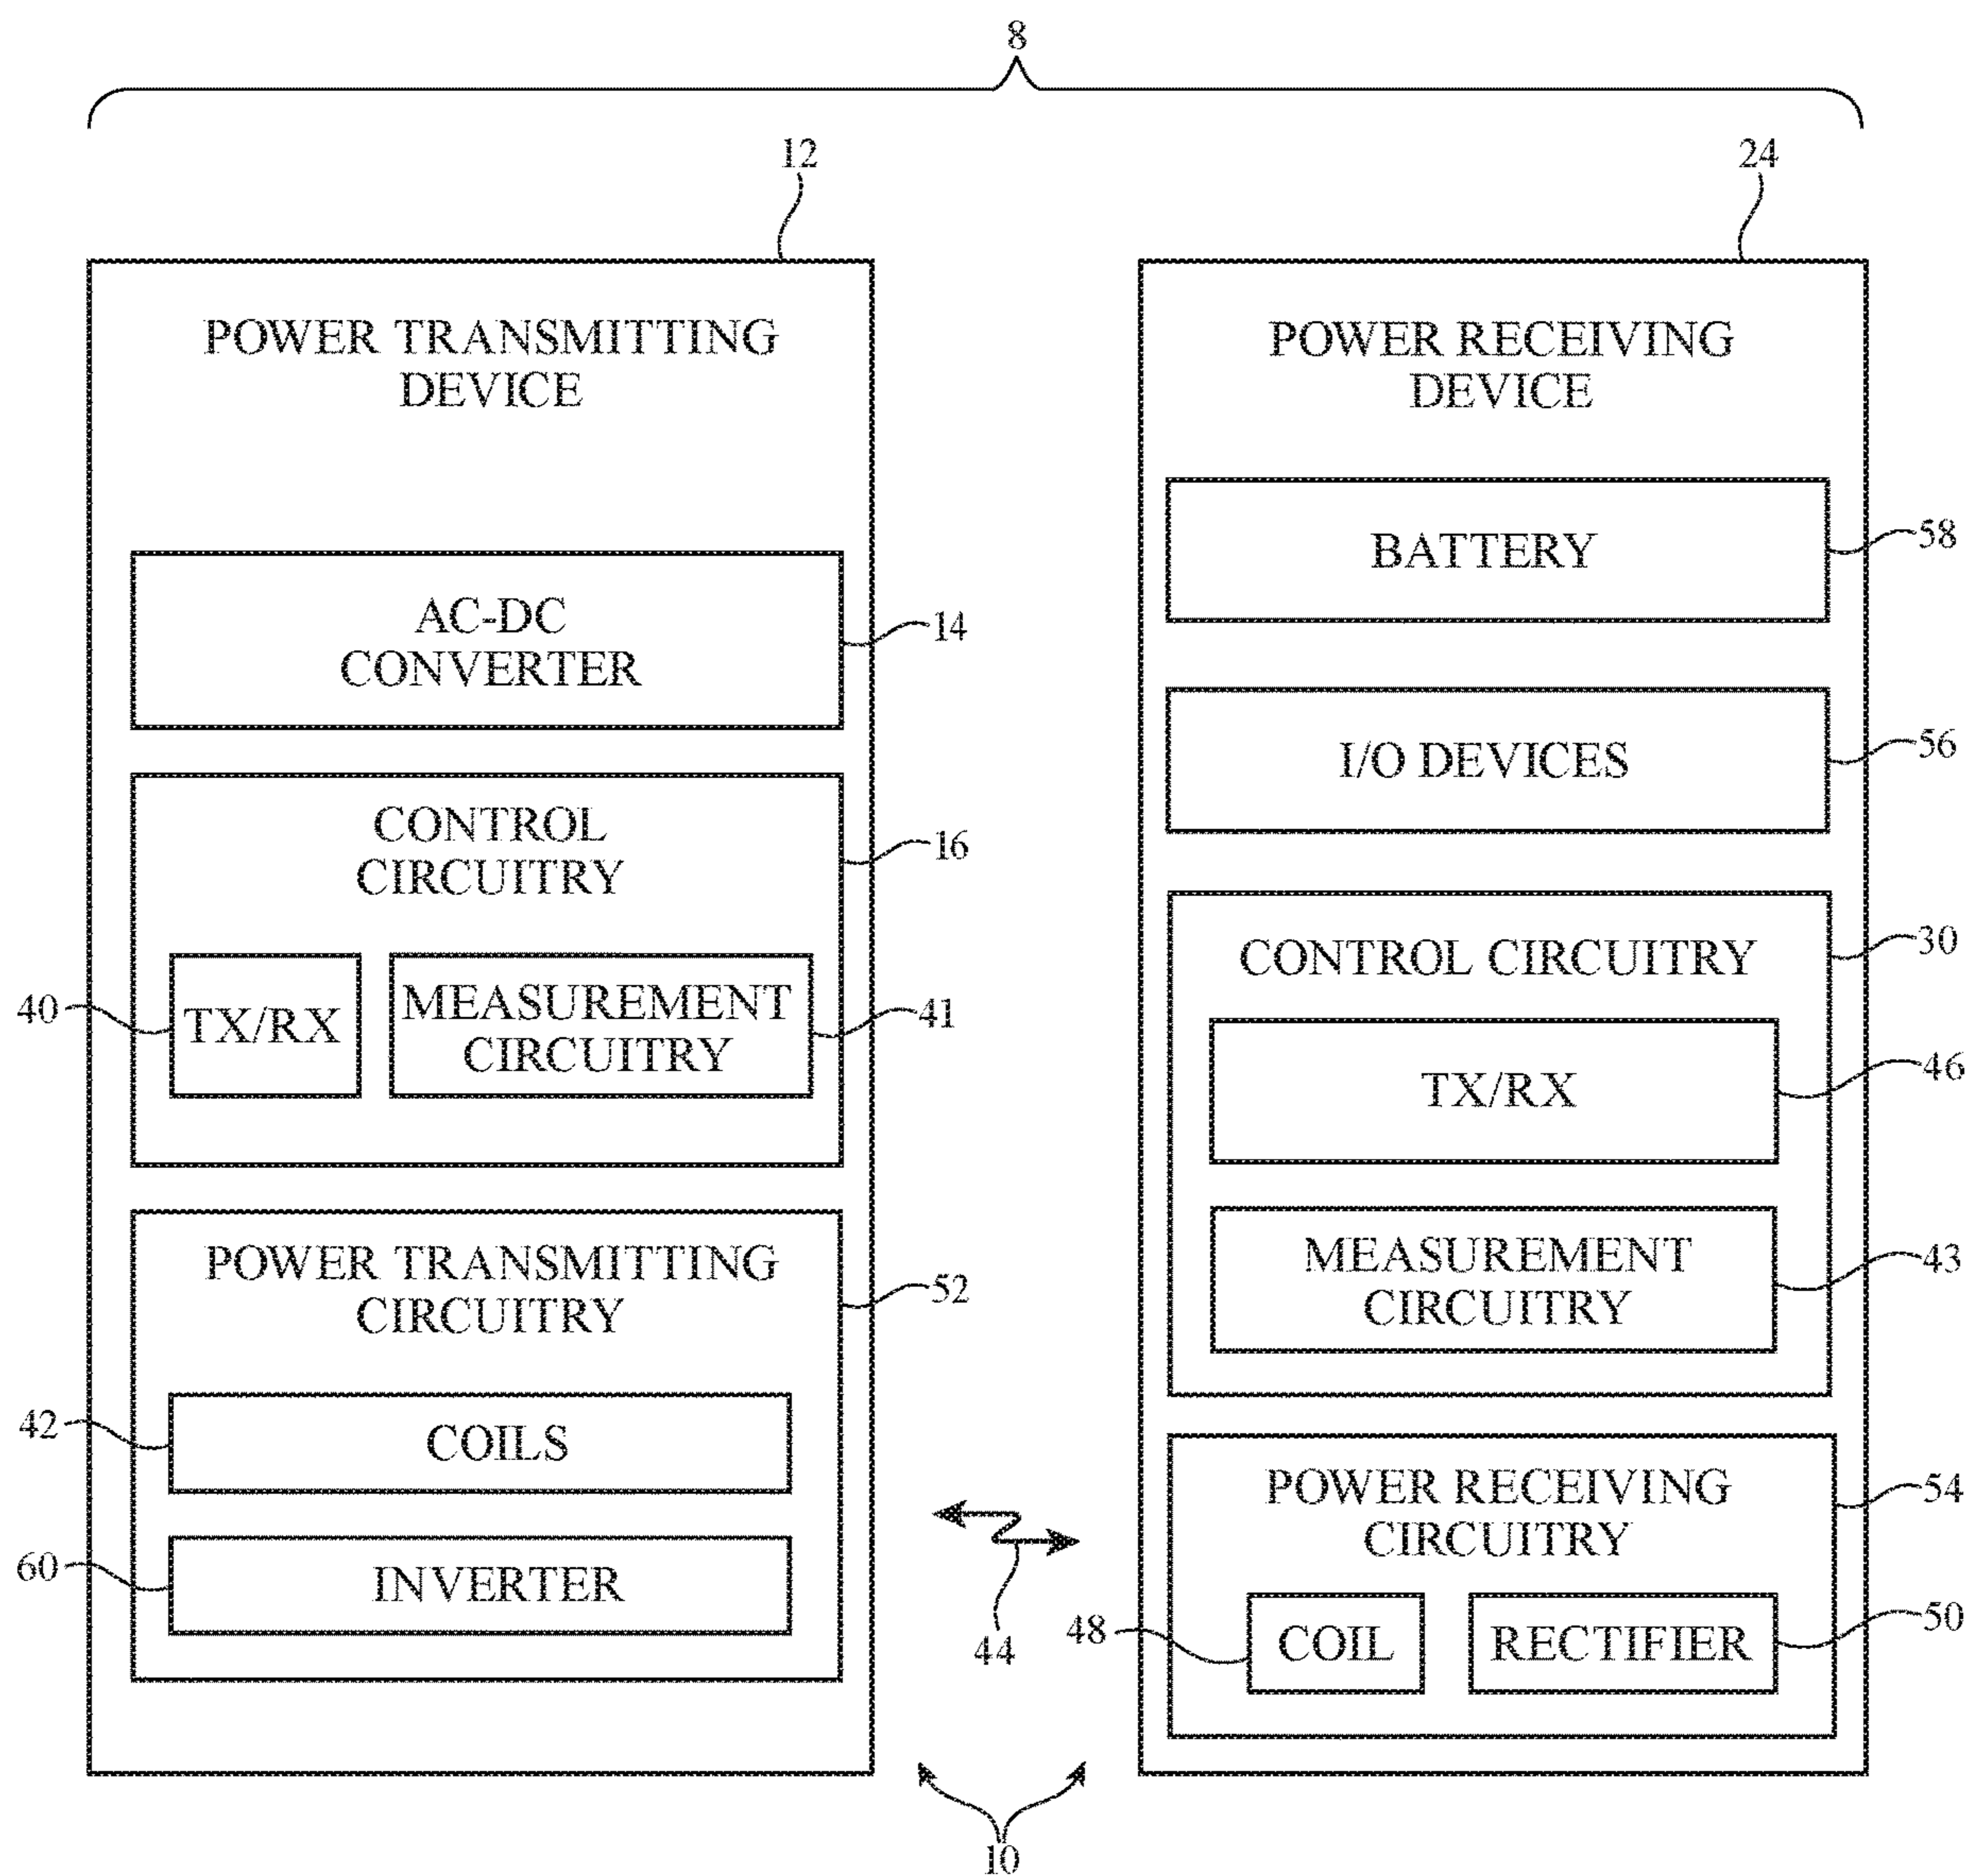 8
12
24
POWER TRANSMITTING
DEVICE
AC-DC
CONVERTER
14
CONTROL
CIRCUITRY
16
40
TX/RX
MEASUREMENT
CIRCUITRY
41
POWER TRANSMITTING
CIRCUITRY
52
42
COILS
60
INVERTER
44
10
POWER RECEIVING
DEVICE
BATTERY
58
I/O DEVICES
56
CONTROL CIRCUITRY
30
TX/RX
46
MEASUREMENT
CIRCUITRY
43
POWER RECEIVING
CIRCUITRY
54
48
COIL
RECTIFIER
50